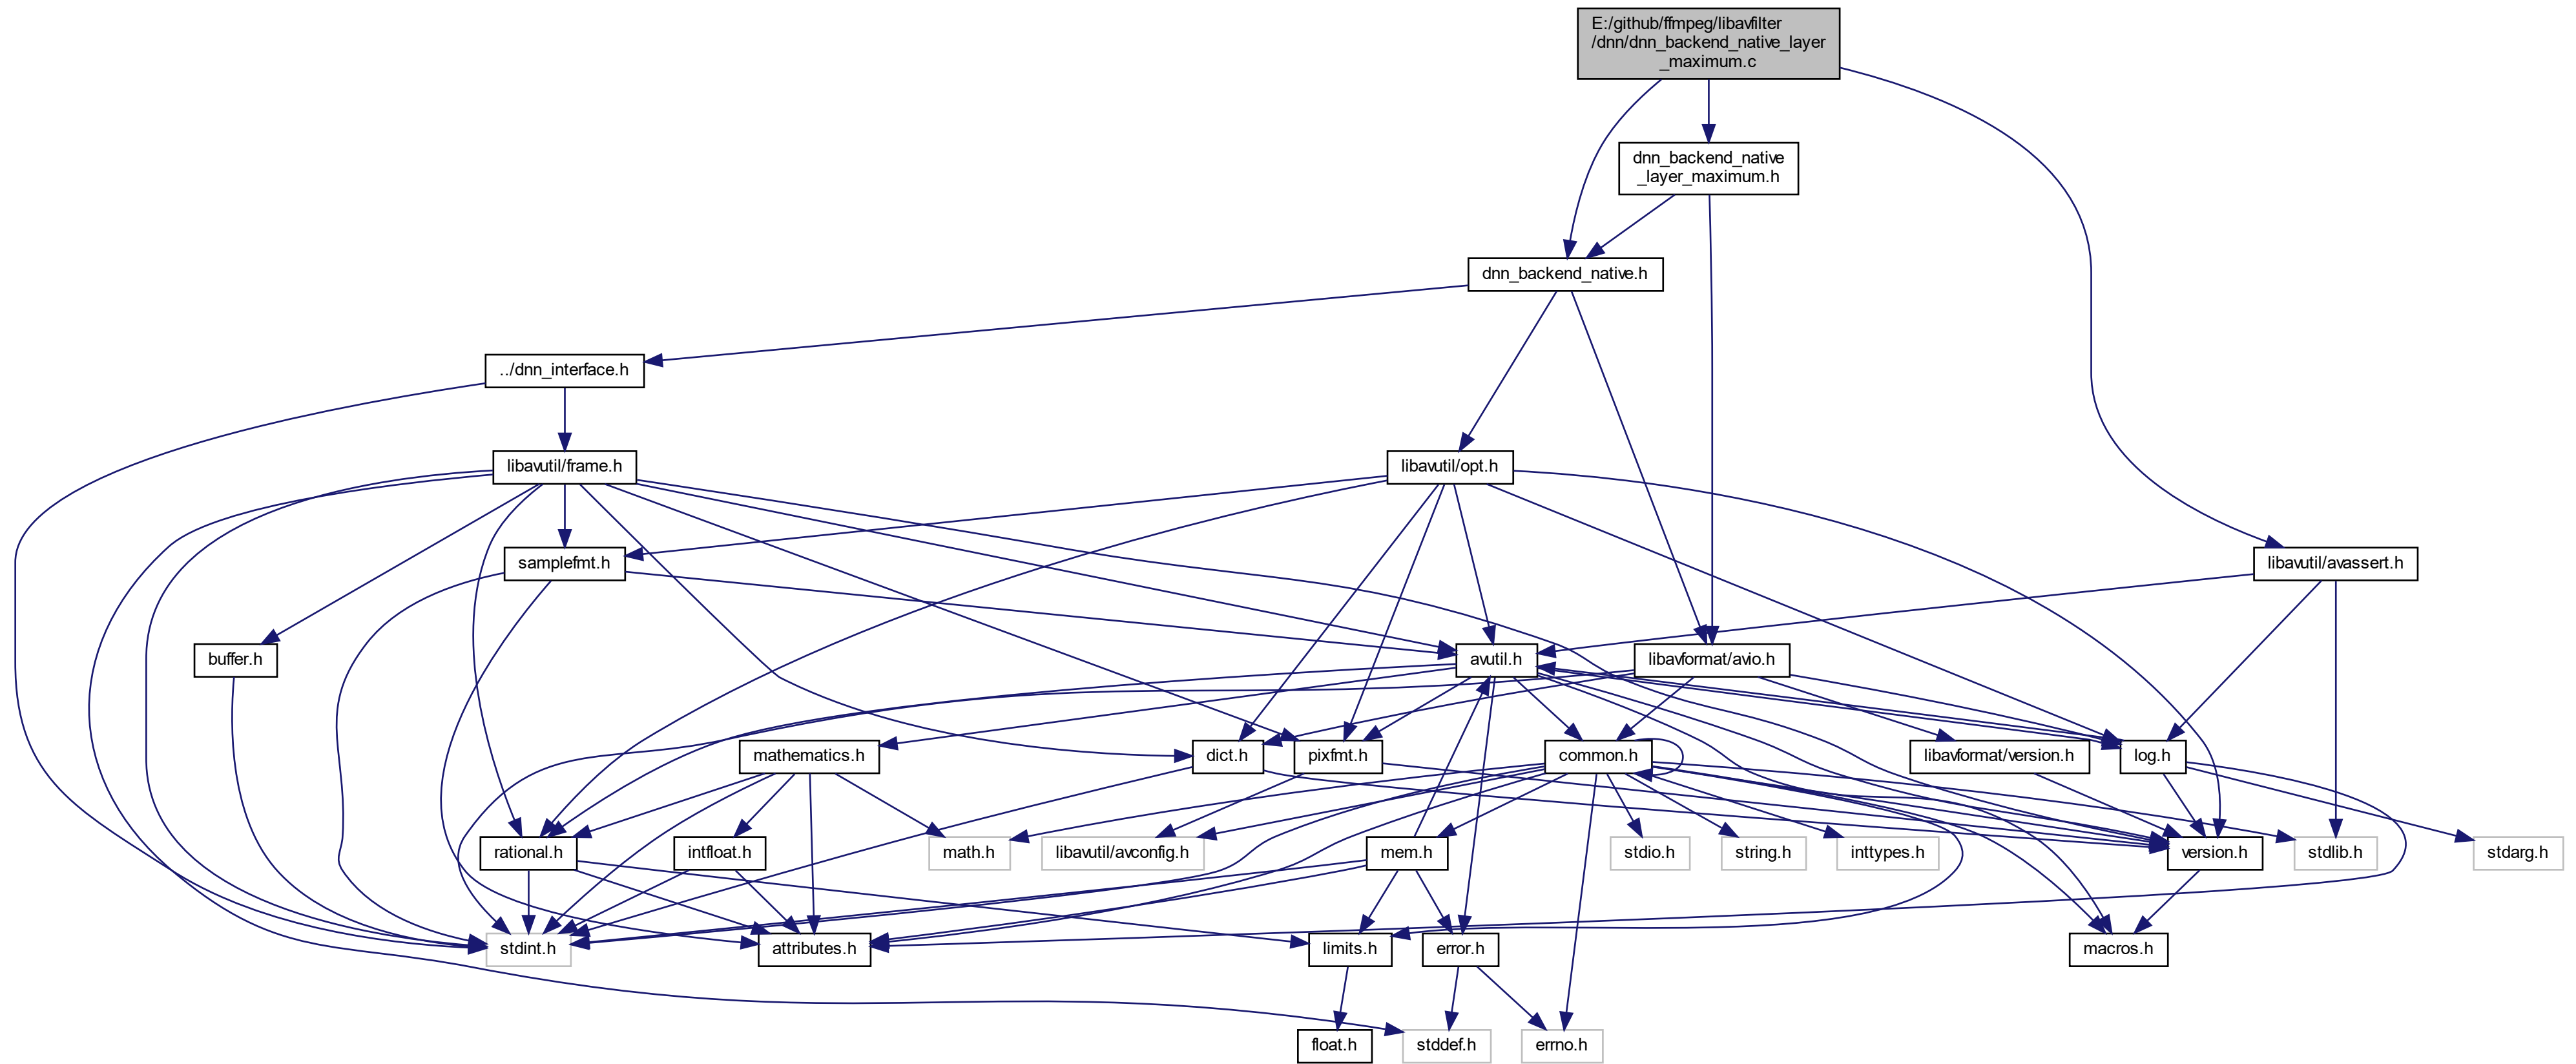 E:/github/ffmpeg/libavfilter
/dnn/dnn_backend_native_layer
_maximum.c
dnn_backend_native
_layer_maximum.h
dnn_backend_native.h
../dnn_interface.h
libavutil/frame.h
libavutil/opt.h
samplefmt.h
libavutil/avassert.h
buffer.h
avutil.h
libavformat/avio.h
mathematics.h
dict.h
pixfmt.h
common.h
libavformat/version.h
log.h
rational.h
intfloat.h
math.h
libavutil/avconfig.h
mem.h
stdio.h
string.h
inttypes.h
version.h
stdlib.h
stdarg.h
stdint.h
attributes.h
limits.h
error.h
macros.h
float.h
stddef.h
errno.h